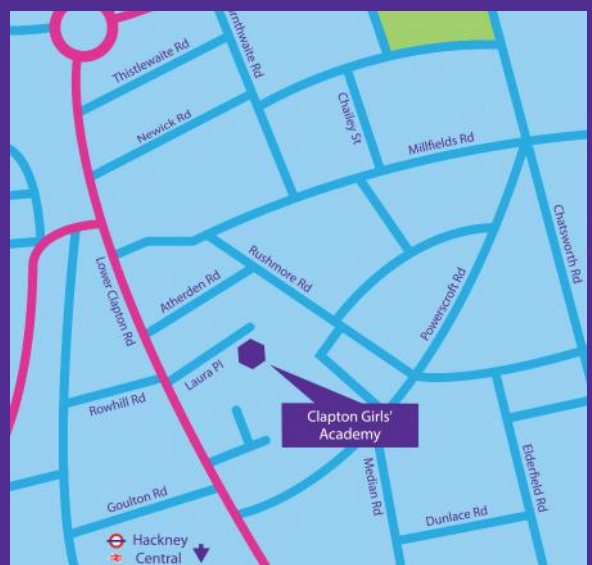 Thistlewaite Rd
Newick Rd
Chailey St
Millfields Rd
Chatsworth Rd
Lower Clapton Rd
Atherden Rd
Rushmore Rd
Powerscroft Rd
Laura Pl
Rowhill Rd
Clapton Girls'
Academy
Median Rd
Elderfield Rd
Goulton Rd
Dunlace Rd
Hackney
Central